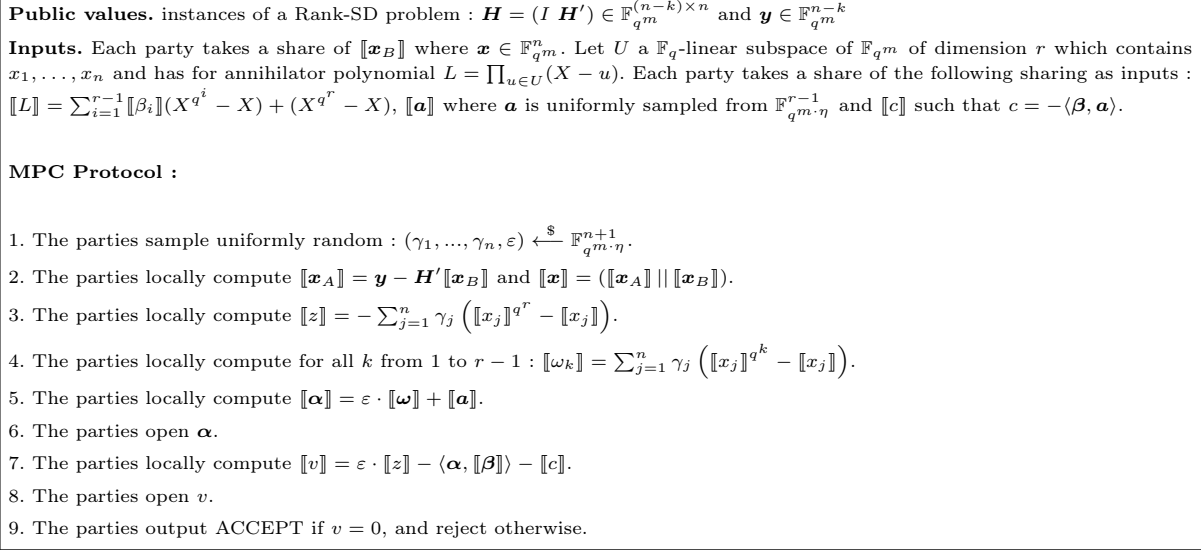 Public values. instances of a Rank-SD problem : H = (I H′) ∈ 𝔽_{q^m}^{(n−k)×n} and y ∈ 𝔽_{q^m}^{n−k}
Inputs. Each party takes a share of ⟦x_B⟧ where x ∈ 𝔽_{q^m}^n. Let U a 𝔽_q-linear subspace of 𝔽_{q^m} of dimension r which contains
x_1, . . . , x_n and has for annihilator polynomial L = ∏_{u∈U}(X − u). Each party takes a share of the following sharing as inputs :
⟦L⟧ = ∑_{i=1}^{r−1}⟦β_i⟧(X^{q^i} − X) + (X^{q^r} − X), ⟦a⟧ where a is uniformly sampled from 𝔽_{q^{m·η}}^{r−1} and ⟦c⟧ such that c = −⟨β, a⟩.
MPC Protocol :
1. The parties sample uniformly random : (γ_1, ..., γ_n, ε) ←^{$} 𝔽_{q^{m·η}}^{n+1}.
2. The parties locally compute ⟦x_A⟧ = y − H′⟦x_B⟧ and ⟦x⟧ = (⟦x_A⟧ || ⟦x_B⟧).
3. The parties locally compute ⟦z⟧ = − ∑_{j=1}^n γ_j (⟦x_j⟧^{q^r} − ⟦x_j⟧).
4. The parties locally compute for all k from 1 to r − 1 : ⟦ω_k⟧ = ∑_{j=1}^n γ_j (⟦x_j⟧^{q^k} − ⟦x_j⟧).
5. The parties locally compute ⟦α⟧ = ε · ⟦ω⟧ + ⟦a⟧.
6. The parties open α.
7. The parties locally compute ⟦v⟧ = ε · ⟦z⟧ − ⟨α, ⟦β⟧⟩ − ⟦c⟧.
8. The parties open v.
9. The parties output ACCEPT if v = 0, and reject otherwise.